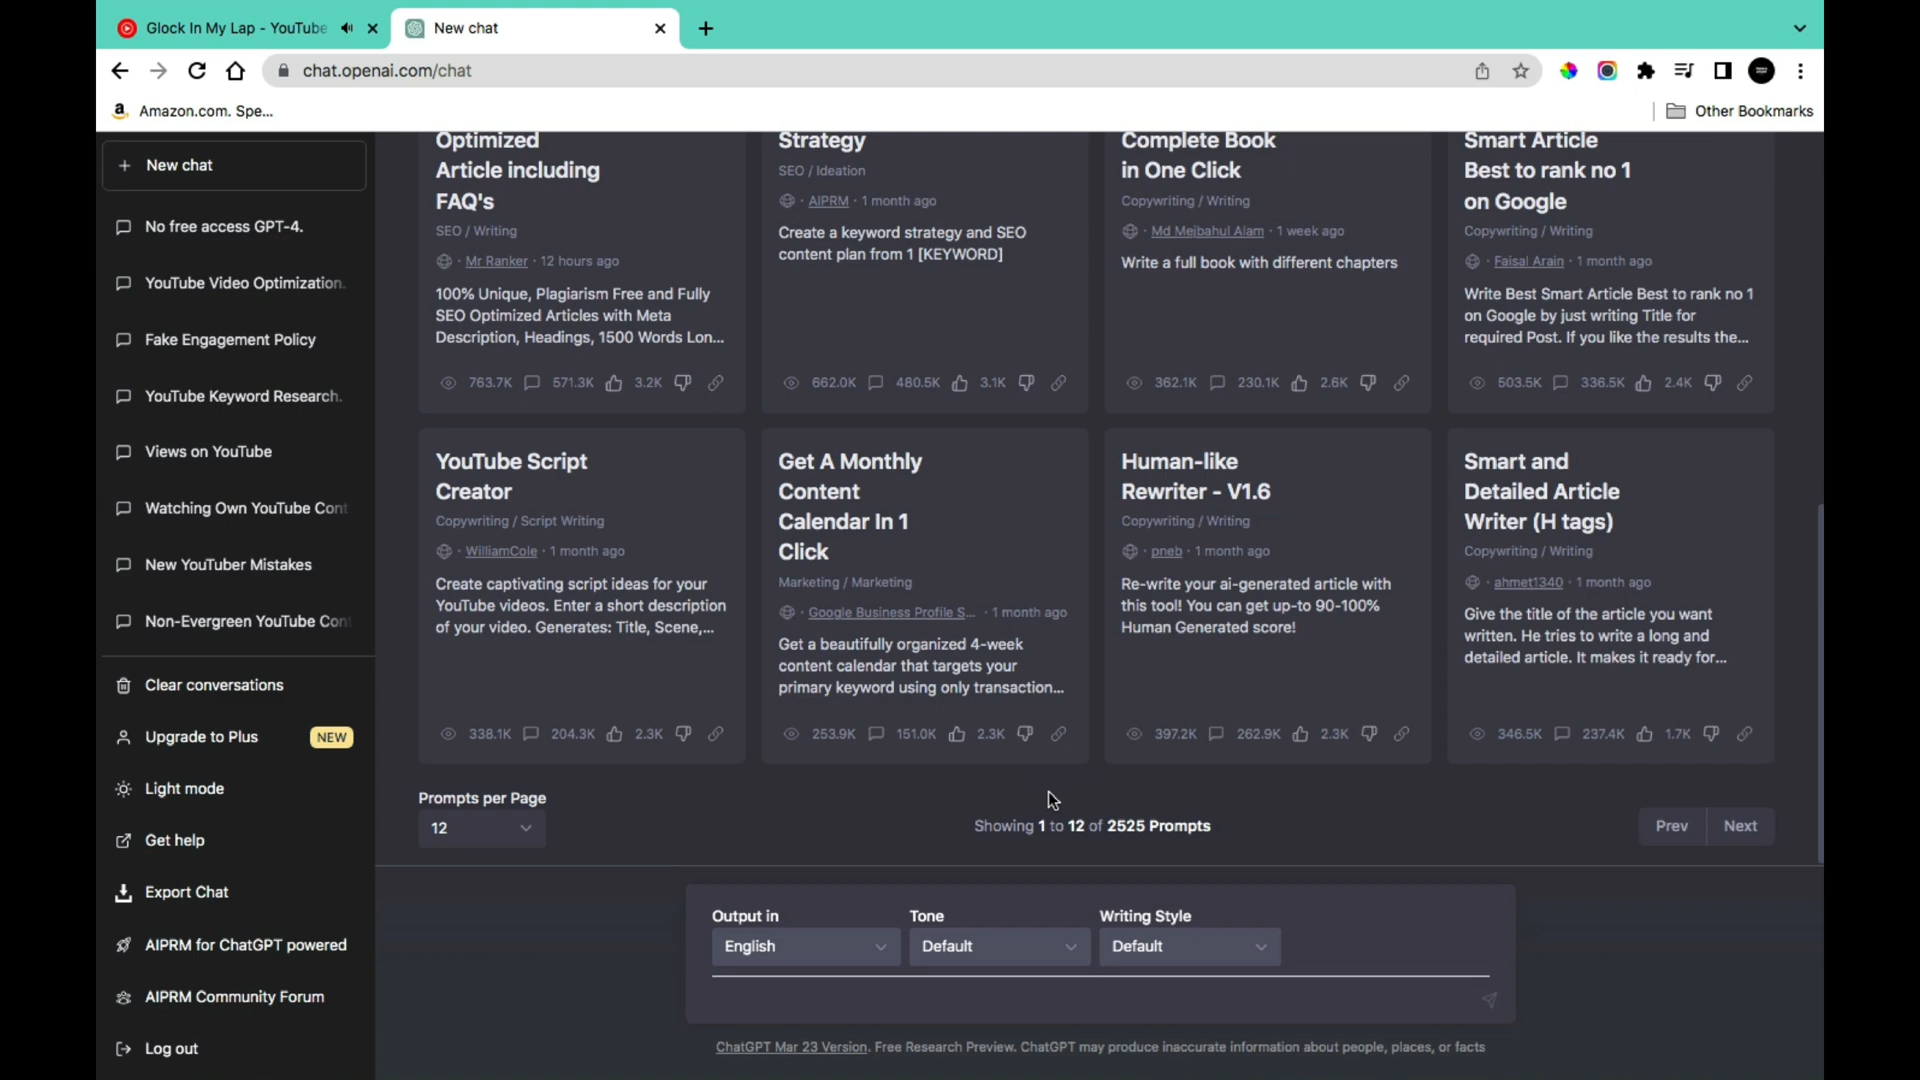 Glock In My Lap - YouTube
New chat
chat.openai.com/chat
Amazon.com. Spe...
Other Bookmarks
New chat
No free access GPT-4.
YouTube Video Optimization.
Fake Engagement Policy
YouTube Keyword Research.
Views on YouTube
Watching Own YouTube Cont
New YouTuber Mistakes
Non-Evergreen YouTube Con
Clear conversations
Upgrade to Plus NEW
Light mode
Get help
Export Chat
AIPRM for ChatGPT powered
AIPRM Community Forum
Log out
Optimized
Article including
FAQ's
SEO / Writing
· Mr Ranker · 12 hours ago
100% Unique, Plagiarism Free and Fully
SEO Optimized Articles with Meta
Description, Headings, 1500 Words Lon...
763.7K 571.3K 3.2K
Strategy
SEO / Ideation
· AIPRM · 1 month ago
Create a keyword strategy and SEO
content plan from 1 [KEYWORD]
662.0K 480.5K 3.1K
Complete Book
in One Click
Copywriting / Writing
· Md Mejbahul Alam · 1 week ago
Write a full book with different chapters
362.1K 230.1K 2.6K
Smart Article
Best to rank no 1
on Google
Copywriting / Writing
· Faisal Arain · 1 month ago
Write Best Smart Article Best to rank no 1
on Google by just writing Title for
required Post. If you like the results the...
503.5K 336.5K 2.4K
YouTube Script
Creator
Copywriting / Script Writing
· WilliamCole · 1 month ago
Create captivating script ideas for your
YouTube videos. Enter a short description
of your video. Generates: Title, Scene,...
338.1K 204.3K 2.3K
Get A Monthly
Content
Calendar In 1
Click
Marketing / Marketing
· Google Business Profile S... · 1 month ago
Get a beautifully organized 4-week
content calendar that targets your
primary keyword using only transaction...
253.9K 151.0K 2.3K
Human-like
Rewriter - V1.6
Copywriting / Writing
· pneb · 1 month ago
Re-write your ai-generated article with
this tool! You can get up-to 90-100%
Human Generated score!
397.2K 262.9K 2.3K
Smart and
Detailed Article
Writer (H tags)
Copywriting / Writing
· ahmet1340 · 1 month ago
Give the title of the article you want
written. He tries to write a long and
detailed article. It makes it ready for...
346.5K 237.4K 1.7K
Prompts per Page
12
Showing 1 to 12 of 2525 Prompts
Prev Next
Output in Tone Writing Style
English Default Default
ChatGPT Mar 23 Version. Free Research Preview. ChatGPT may produce inaccurate information about people, places, or facts